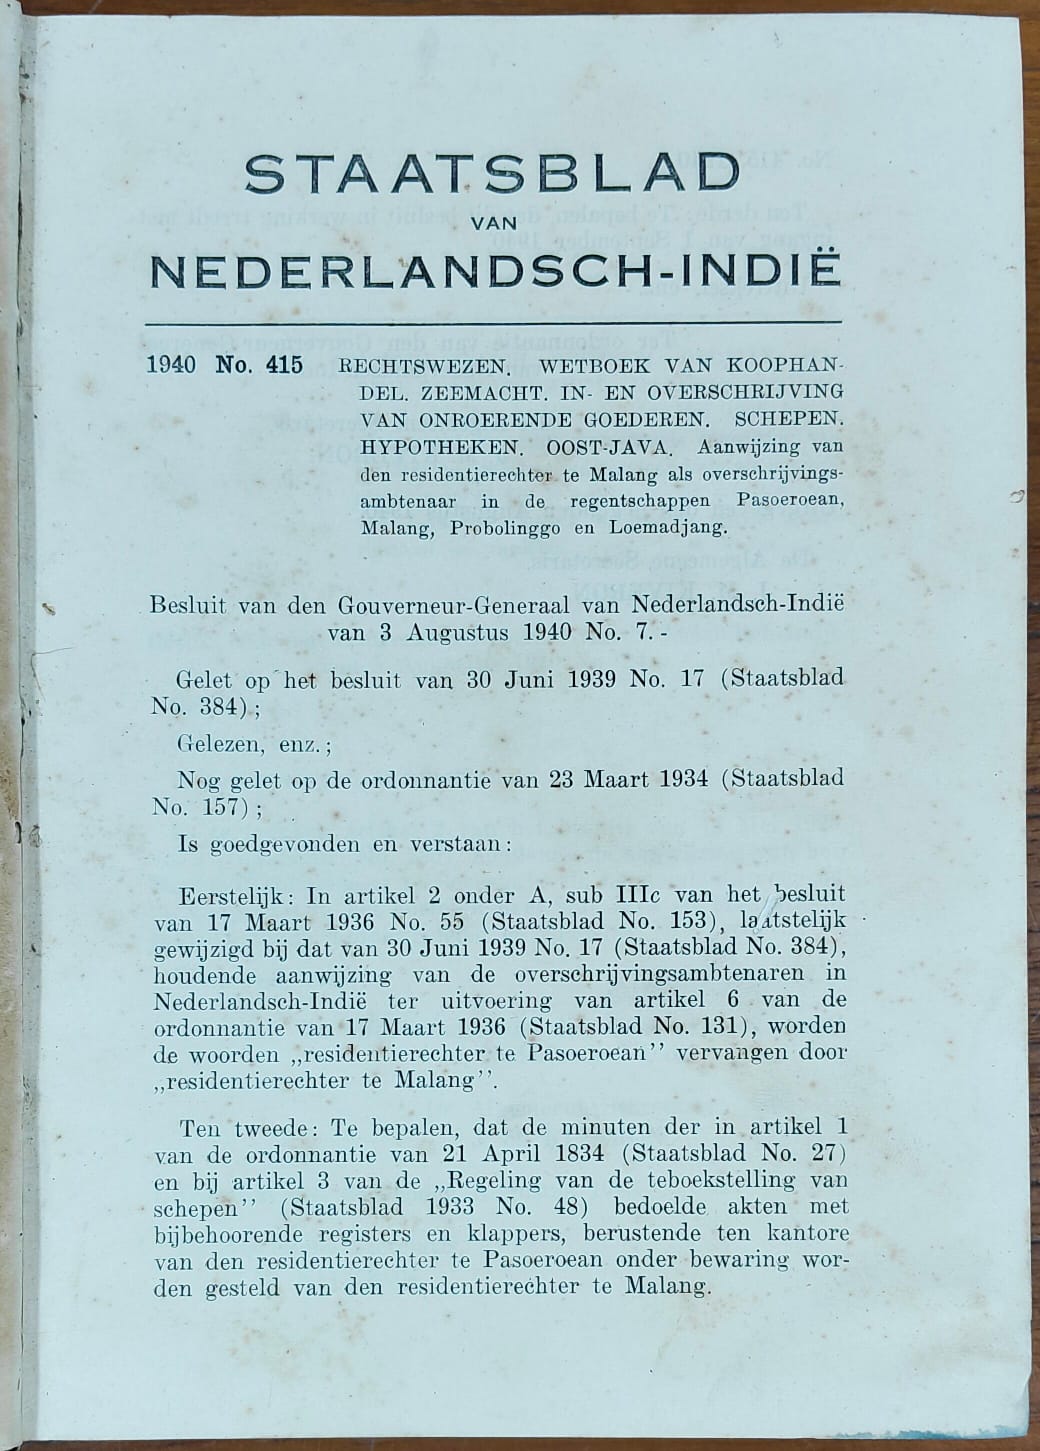 STAATSBLAD
VAN
NEDERLANDSCH-INDIË
1940 No. 415 RECHTSWEZEN. WETBOEK VAN KOOPHAN-
DEL. ZEEMACHT. IN- EN OVERSCHRIJVING
VAN ONROERENDE GOEDEREN. SCHEPEN.
HYPOTHEKEN. OOST-JAVA. Aanwijzing van
den residentierechter te Malang als overschrijvings-
ambtenaar in de regentschappen Pasoeroean,
Malang, Probolinggo en Loemadjang.
Besluit van den Gouverneur-Generaal van Nederlandsch-Indië
van 3 Augustus 1940 No. 7. -
Gelet op het besluit van 30 Juni 1939 No. 17 (Staatsblad
No. 384) ;
Gelezen, enz. ;
Nog gelet op de ordonnantie van 23 Maart 1934 (Staatsblad
No. 157) ;
Is goedgevonden en verstaan :
Eerstelijk : In artikel 2 onder A, sub IIIc van het besluit
van 17 Maart 1936 No. 55 (Staatsblad No. 153), laatstelijk
gewijzigd bij dat van 30 Juni 1939 No. 17 (Staatsblad No. 384),
houdende aanwijzing van de overschrijvingsambtenaren in
Nederlandsch-Indië ter uitvoering van artikel 6 van de
ordonnantie van 17 Maart 1936 (Staatsblad No. 131), worden
de woorden „residentierechter te Pasoeroean’’ vervangen door
„residentierechter te Malang’’.
Ten tweede : Te bepalen, dat de minuten der in artikel 1
van de ordonnantie van 21 April 1834 (Staatsblad No. 27)
en bij artikel 3 van de „Regeling van de teboekstelling van
schepen’’ (Staatsblad 1933 No. 48) bedoelde akten met
bijbehoorende registers en klappers, berustende ten kantore
van den residentierechter te Pasoeroean onder bewaring wor-
den gesteld van den residentierechter te Malang.